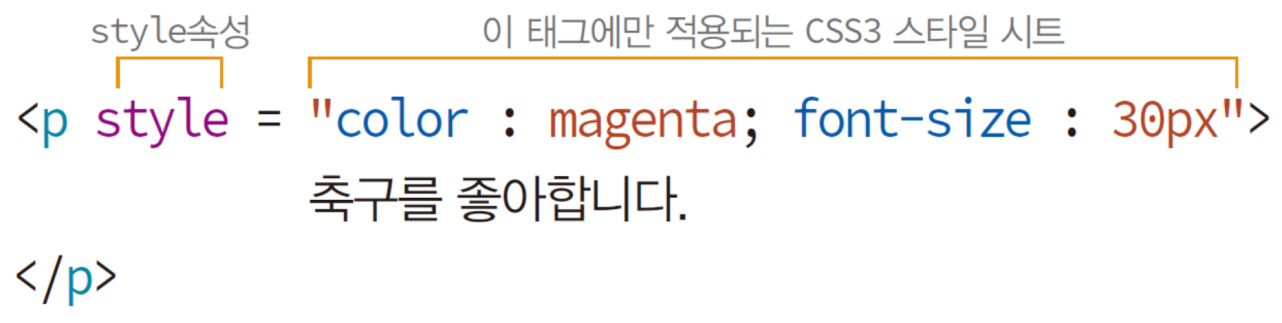 style속성 이 태그에만 적용되는 CSS3 스타일 시트
<p style = "color : magenta; font-size : 30px">
축구를 좋아합니다.
</p>